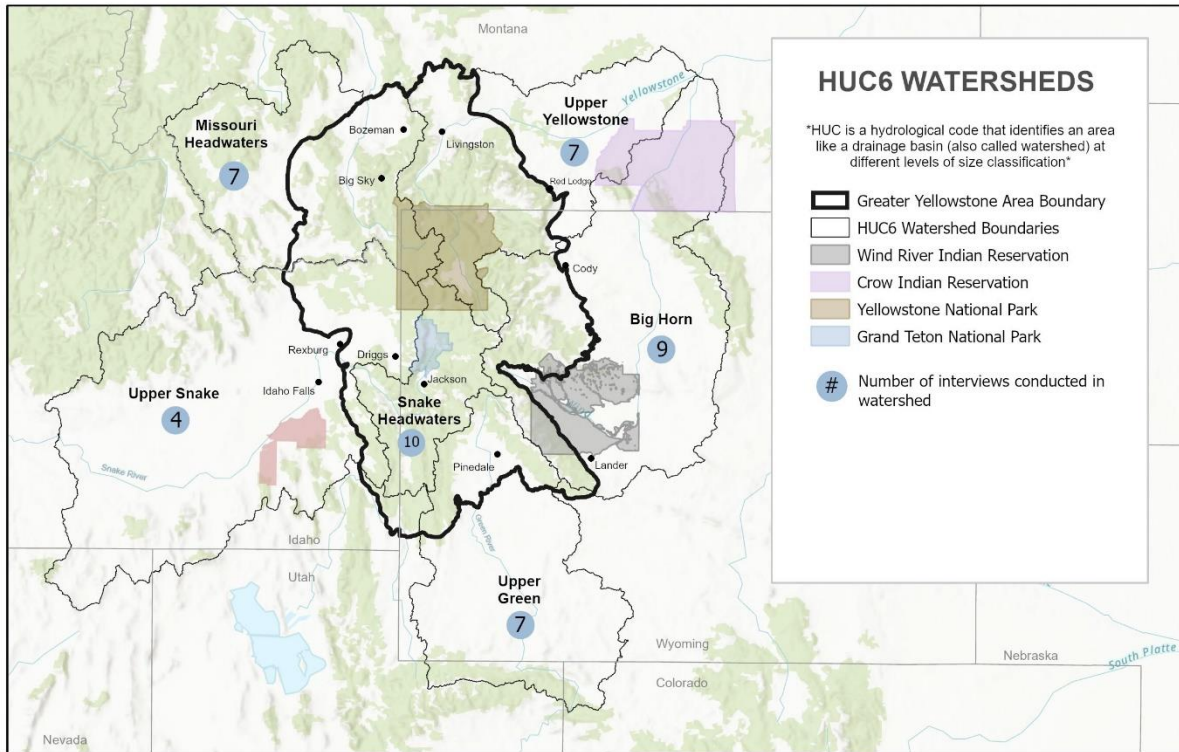 Montana
Upper
Yellowstone
7
Yellowstone
Missouri
Headwaters
7
Bozeman
Livingston
Big Sky
Red Lodge
Cody
Big Horn
9
Rexburg
Driggs
Idaho Falls
Jackson
Upper Snake
4
Snake
Headwaters
10
Pinedale
Lander
Snake River
Green River
Idaho
Utah
Upper
Green
7
Wyoming
Colorado
Nebraska
South Platte
Nevada
HUC6 WATERSHEDS
*HUC is a hydrological code that identifies an area
like a drainage basin (also called watershed) at
different levels of size classification*
Greater Yellowstone Area Boundary
HUC6 Watershed Boundaries
Wind River Indian Reservation
Crow Indian Reservation
Yellowstone National Park
Grand Teton National Park
#
Number of interviews conducted in
watershed